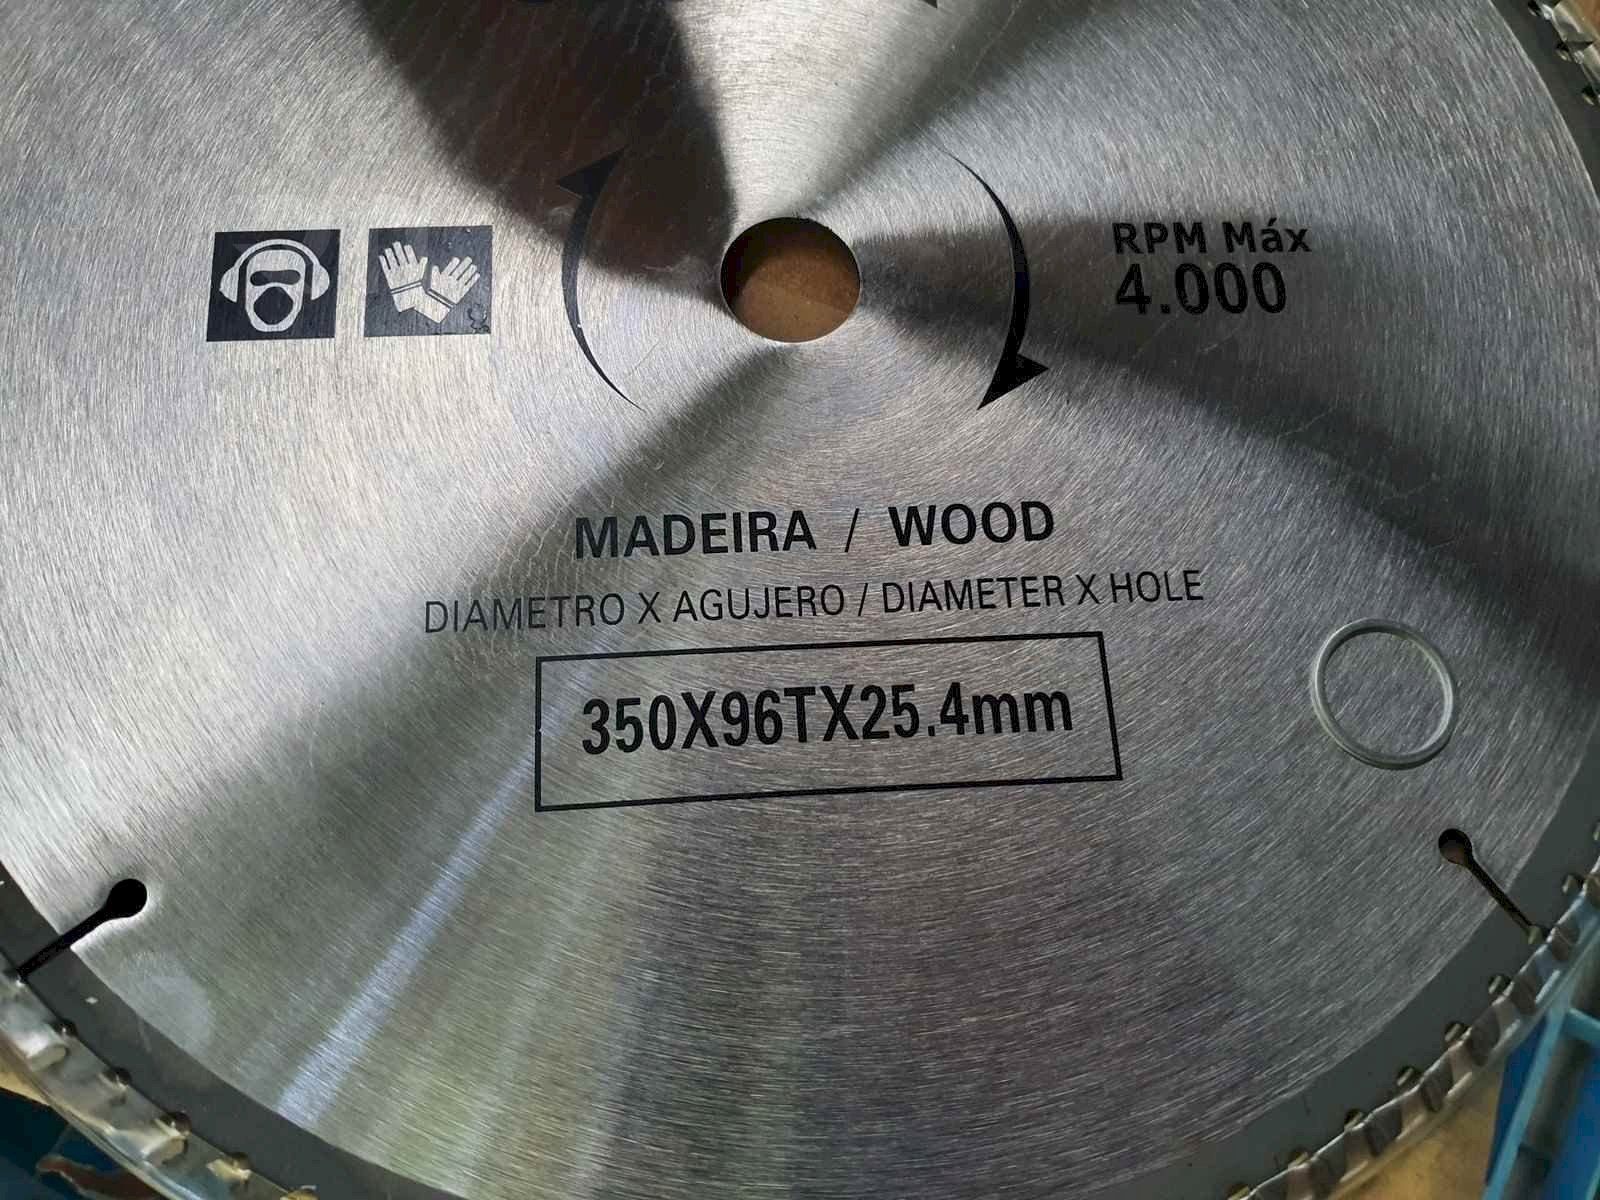 RPM Máx
4.000
MADEIRA / WOOD
DIAMETRO X AGUJERO / DIAMETER X HOLE
350X96TX25.4mm